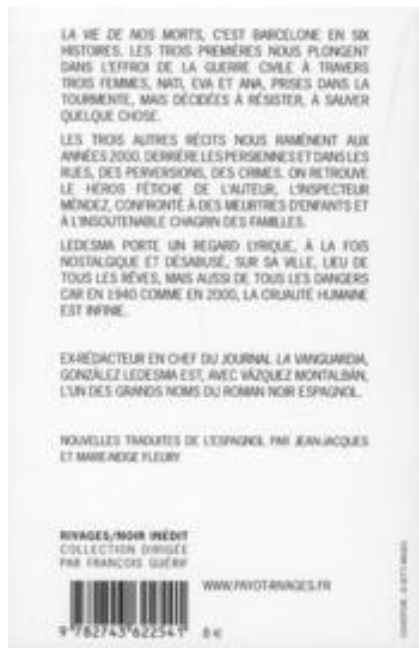 LA VIE DE NOS MORTS, C'EST BARCELONE EN SIX
HISTOIRES. LES TROIS PREMIÈRES NOUS PLONGENT
DANS L'EFFROI DE LA GUERRE CIVILE À TRAVERS
TROIS FEMMES, NATI, EVA ET ANA, PRISES DANS LA
TOURMENTE, MAIS DÉCIDÉES À RÉSISTER, À SAUVER
QUELQUE CHOSE.
LES TROIS AUTRES RÉCITS NOUS RAMÈNENT AUX
ANNÉES 2000. DERRIÈRE LES PERSIENNES ET DANS LES
RUES, DES PERVERSIONS, DES CRIMES. ON RETROUVE
LE HÉROS FÉTICHE DE L'AUTEUR, L'INSPECTEUR
MÉNDEZ, CONFRONTÉ À DES MEURTRES D'ENFANTS ET
À L'INSOUTENABLE CHAGRIN DES FAMILLES.
LEDESMA PORTE UN REGARD LYRIQUE, À LA FOIS
NOSTALGIQUE ET DÉSABUSÉ, SUR SA VILLE, LIEU DE
TOUS LES RÊVES, MAIS AUSSI DE TOUS LES DANGERS
CAR EN 1940 COMME EN 2000, LA CRUAUTÉ HUMAINE
EST INFINIE.
EX-RÉDACTEUR EN CHEF DU JOURNAL LA VANGUARDIA,
GONZÁLEZ LEDESMA EST, AVEC VÁZQUEZ MONTALBÁN,
L'UN DES GRANDS NOMS DU ROMAN NOIR ESPAGNOL.
NOUVELLES TRADUITES DE L'ESPAGNOL PAR JEAN-JACQUES
ET MARIE-NEIGE FLEURY
RIVAGES/NOIR INÉDIT
COLLECTION DIRIGÉE
PAR FRANÇOIS GUÉRIF
WWW.PAYOT-RIVAGES.FR
9 782743 622541 8 €